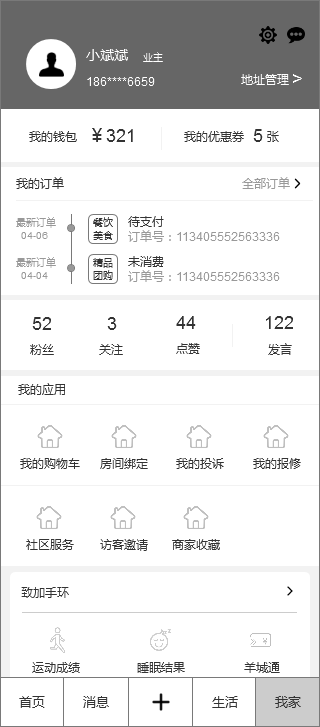 小斌斌 业主
186****6659
地址管理 >
我的钱包 ¥ 321 我的优惠券 5 张
我的订单 全部订单
最新订单 04-06 餐饮美食 待支付
订单号：113405552563336
最新订单 04-04 精品团购 未消费
订单号：113405552563336
52 3 44 122
粉丝 关注 点赞 发言
我的应用
我的购物车 房间绑定 我的投诉 我的报修
社区服务 访客邀请 商家收藏
致加手环
运动成绩 睡眠结果 羊城通
首页 消息 + 生活 我家